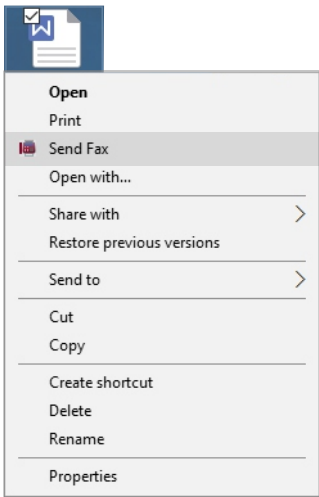 W
Open
Print
Send Fax
Open with...
Share with
Restore previous versions
Send to
Cut
Copy
Create shortcut
Delete
Rename
Properties